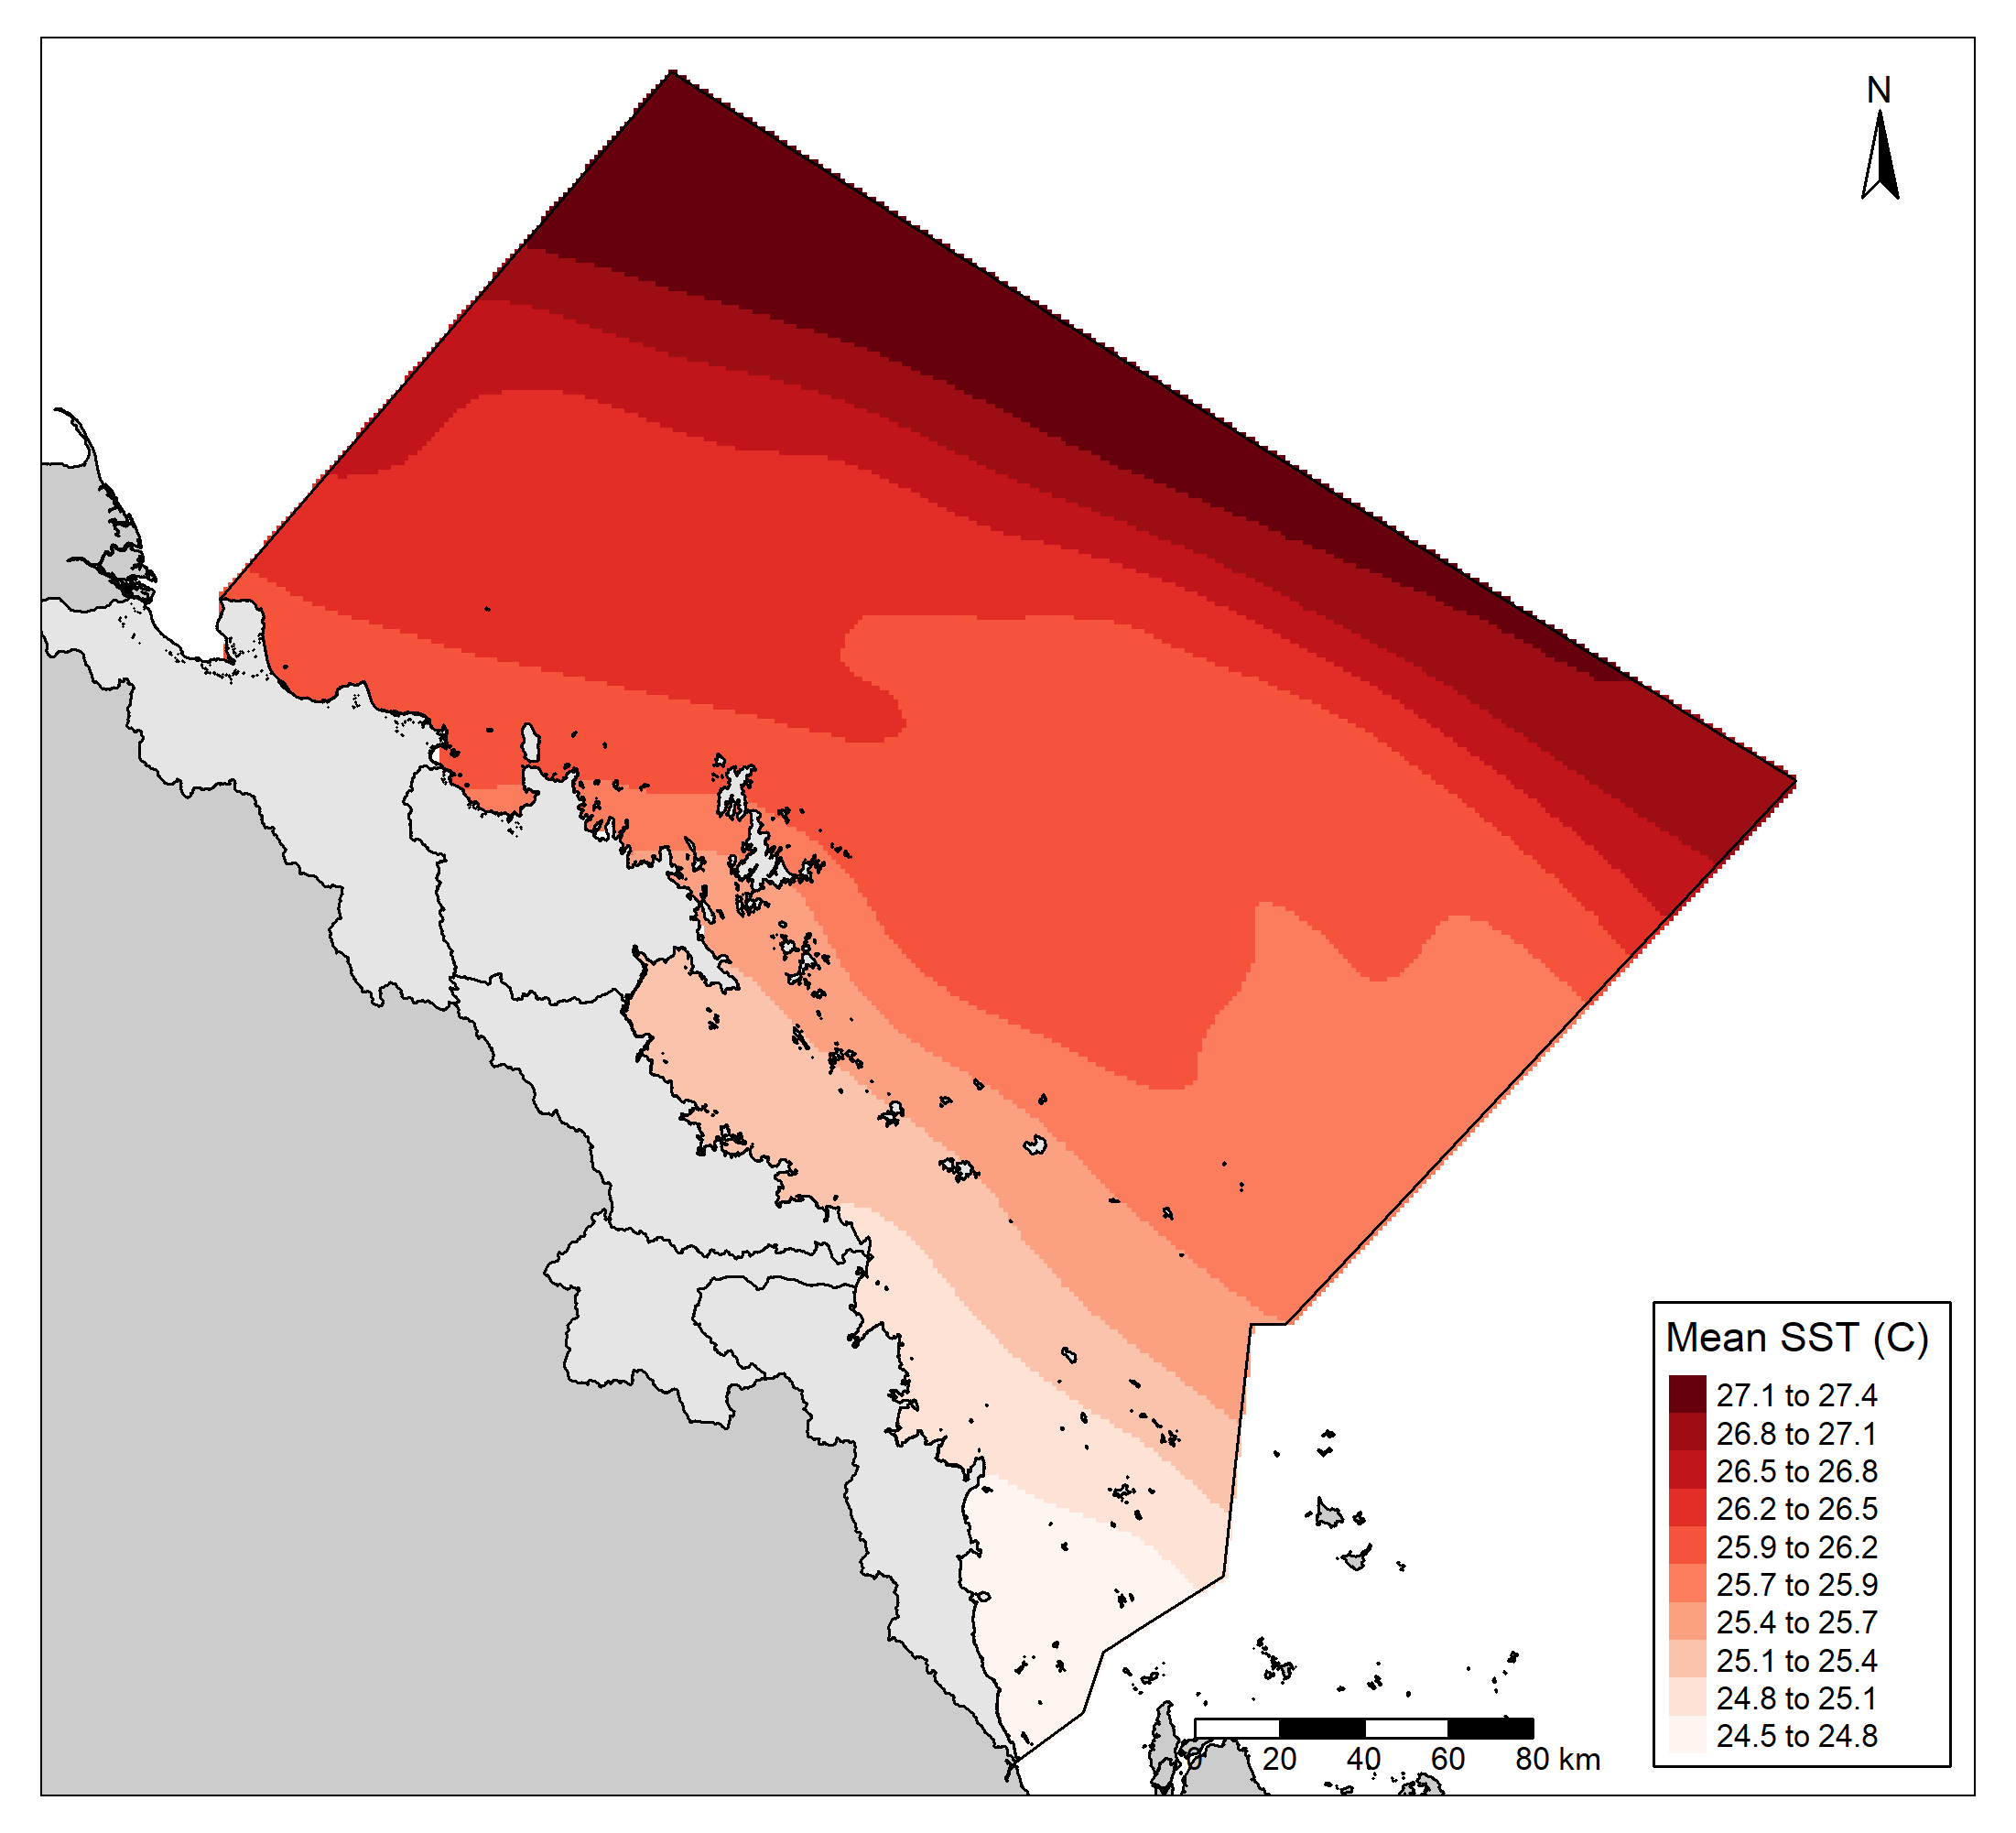 N
Mean SST (C)
27.1 to 27.4
26.8 to 27.1
26.5 to 26.8
26.2 to 26.5
25.9 to 26.2
25.7 to 25.9
25.4 to 25.7
25.1 to 25.4
24.8 to 25.1
24.5 to 24.8
0 20 40 60 80 km